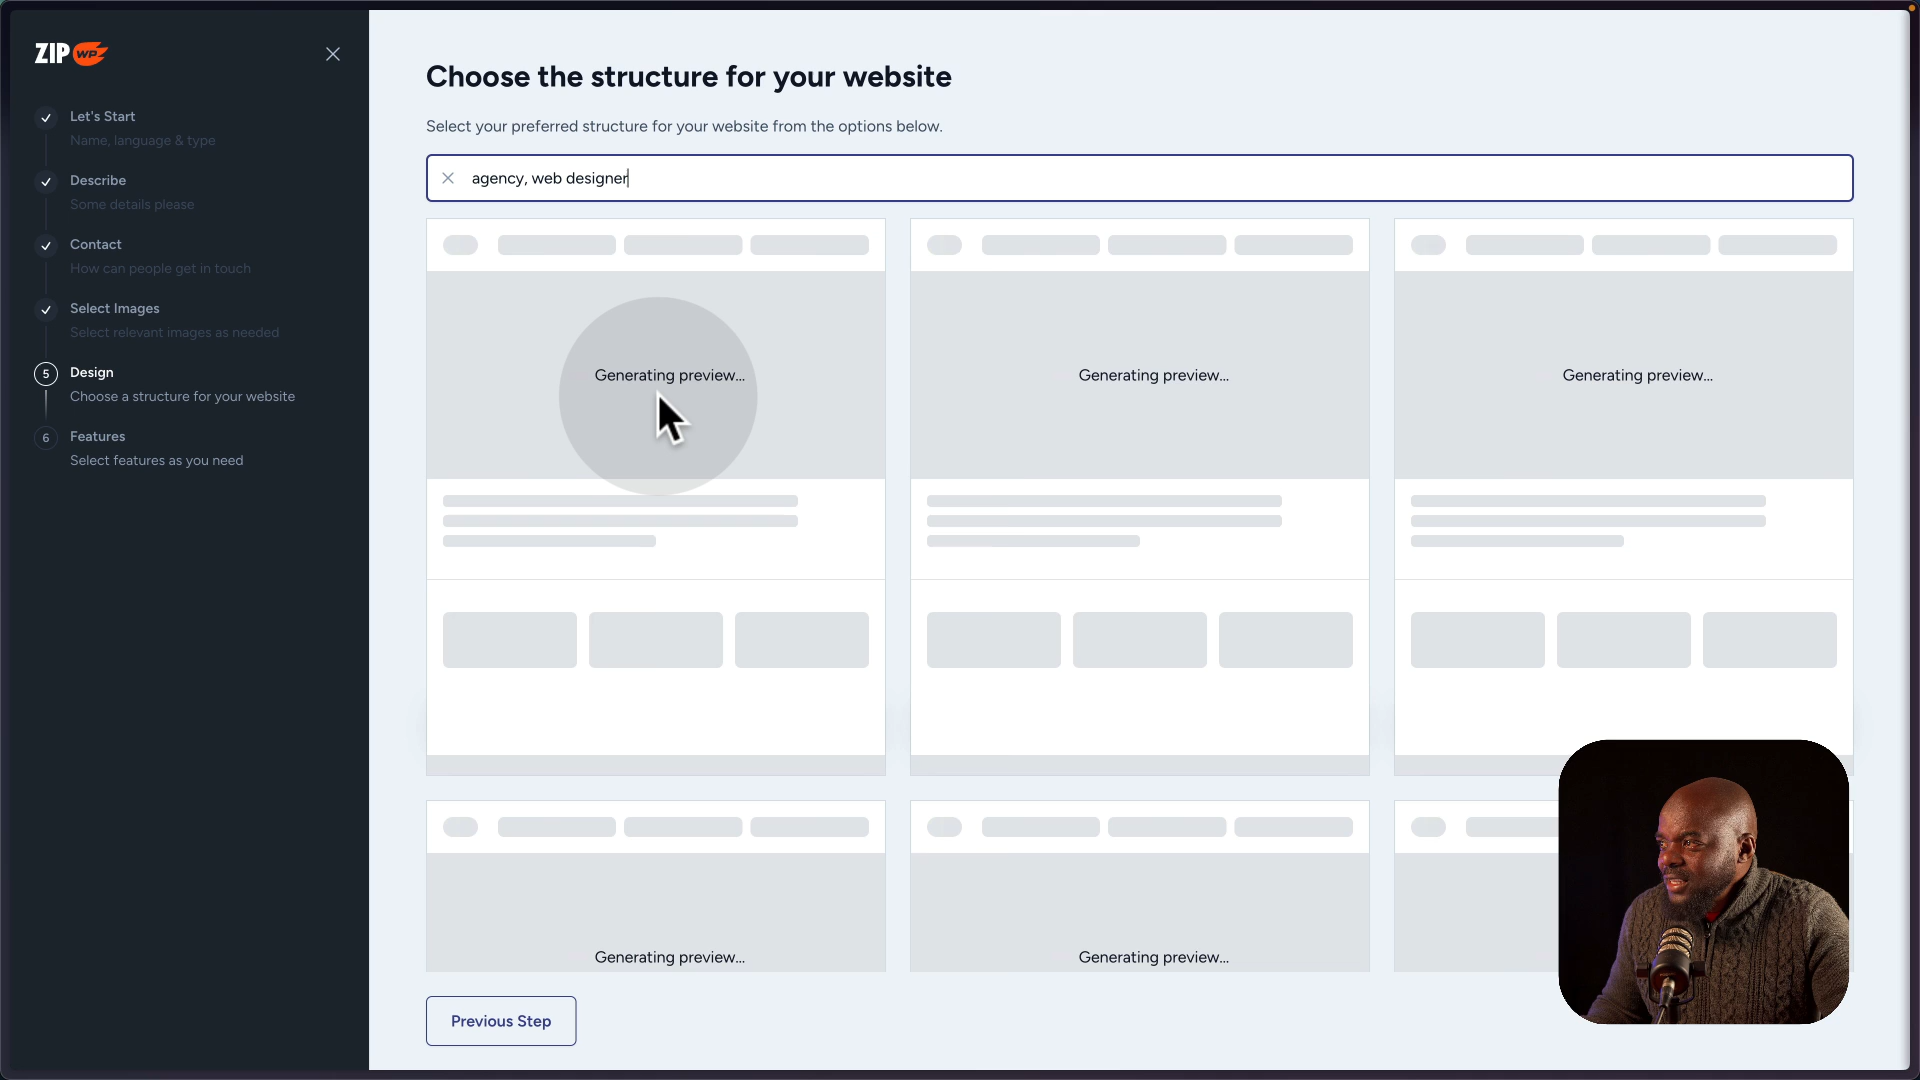 ZIP WP
Let's Start
Name, language & type
Describe
Some details please
Contact
How can people get in touch
Select Images
Select relevant images as needed
5
Design
Choose a structure for your website
6
Features
Select features as you need
Choose the structure for your website
Select your preferred structure for your website from the options below.
agency, web designer
Generating preview...
Generating preview...
Generating preview...
Generating preview...
Generating preview...
Previous Step